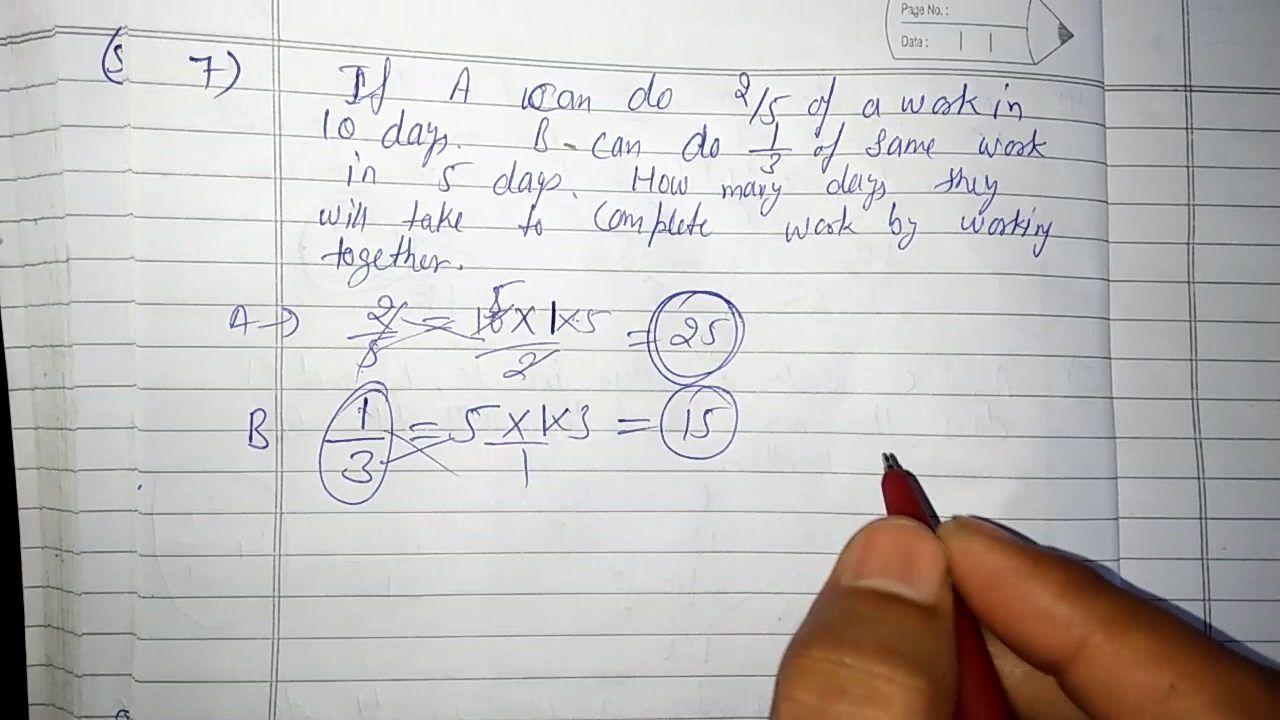 Page No.:
Date:
(5 7) If A can do 2/5 of a work in
10 days. B - can do 1/3 of same work
in 5 days. How many days they
will take to complete work by working
together.
A → 2/5 = 10 5 × 1×5 / 2 = 25
B 1/3 = 5 × 1×3 / 1 = 15